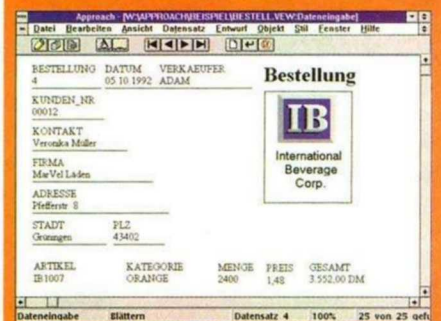 Approach - [W:\APPROACH\BEISPIEL\BESTELL.VEW:Dateneingabe]
Datei Bearbeiten Ansicht Datensatz Entwurf Objekt Stil Fenster Hilfe
BESTELLUNG DATUM VERKAEUFER
4 05 10 1992 ADAM
Bestellung
KUNDEN_NR
00012
KONTAKT
Veronika Müller
FIRMA
MarVel Läden
ADRESSE
Pfefferstr 8
STADT PLZ
Groningen 43402
IB
International
Beverage
Corp.
ARTIKEL KATEGORIE MENGE PREIS GESAMT
IB1007 ORANGE 2400 1,48 3.552,00 DM
Dateneingabe Blättern Datensatz 4 100% 25 von 25 gefu